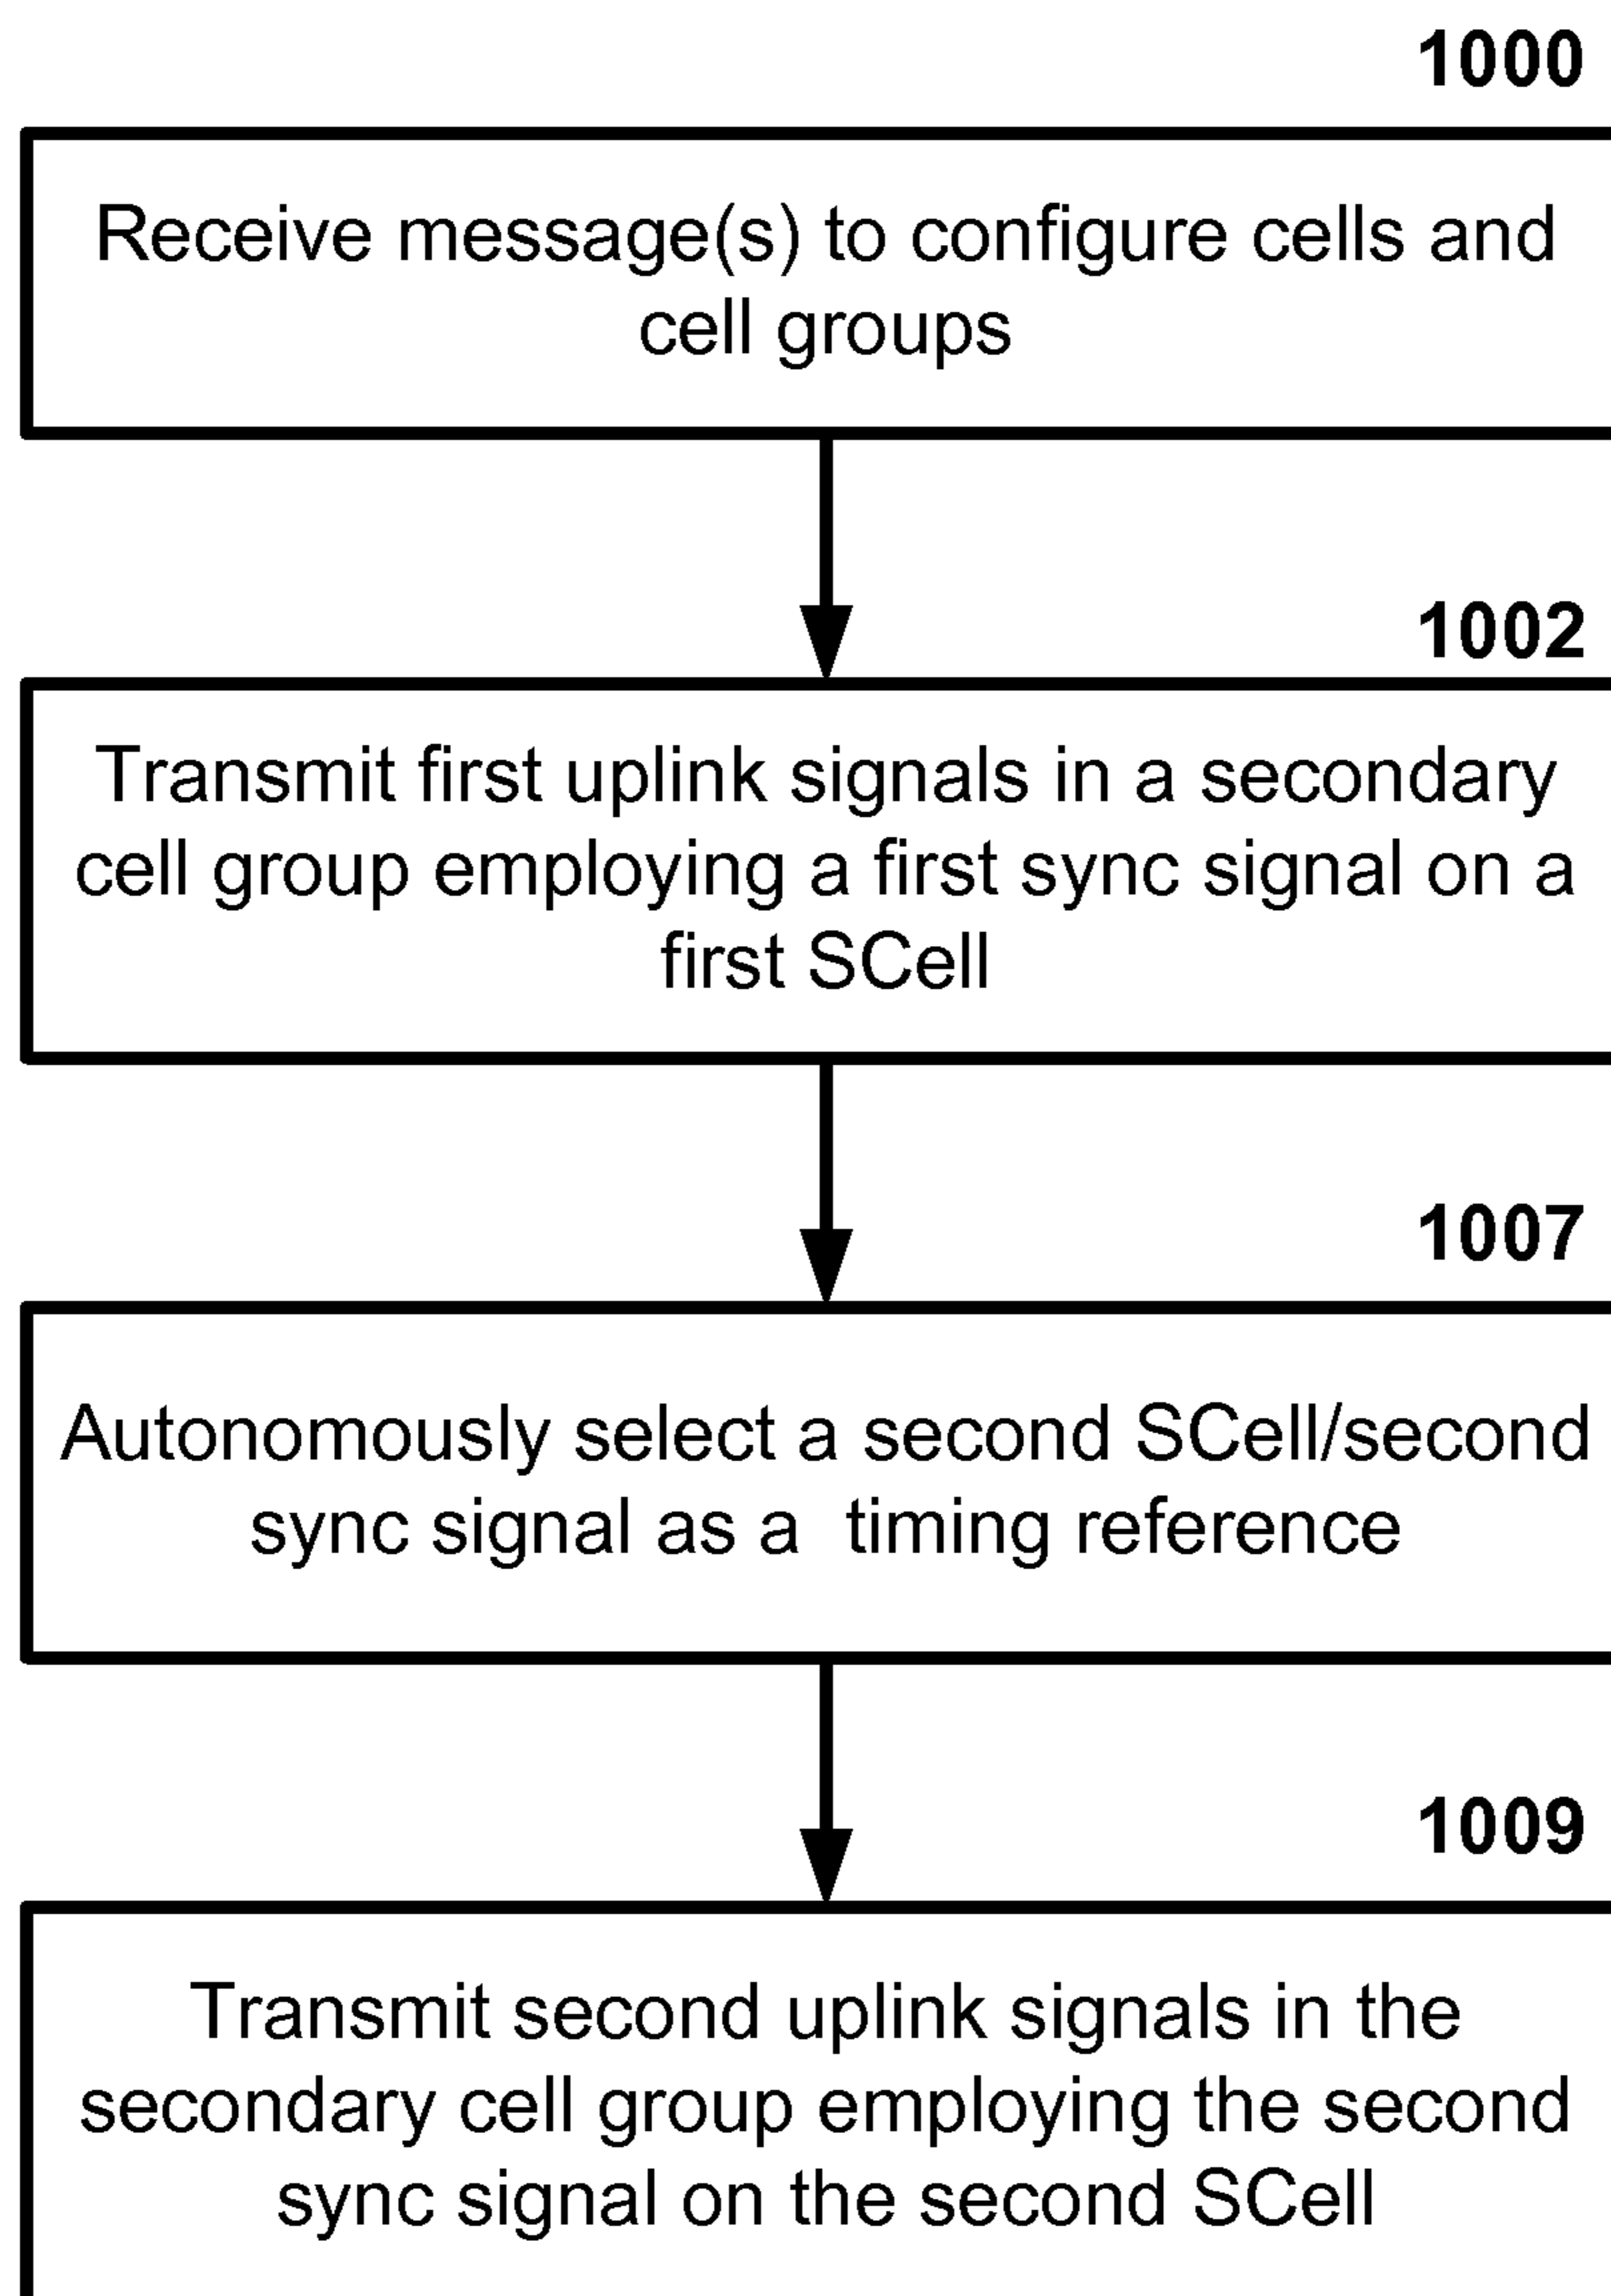 1000
Receive message(s) to configure cells and
cell groups
1002
Transmit first uplink signals in a secondary
cell group employing a first sync signal on a
first SCell
1007
Autonomously select a second SCell/second
sync signal as a timing reference
1009
Transmit second uplink signals in the
secondary cell group employing the second
sync signal on the second SCell